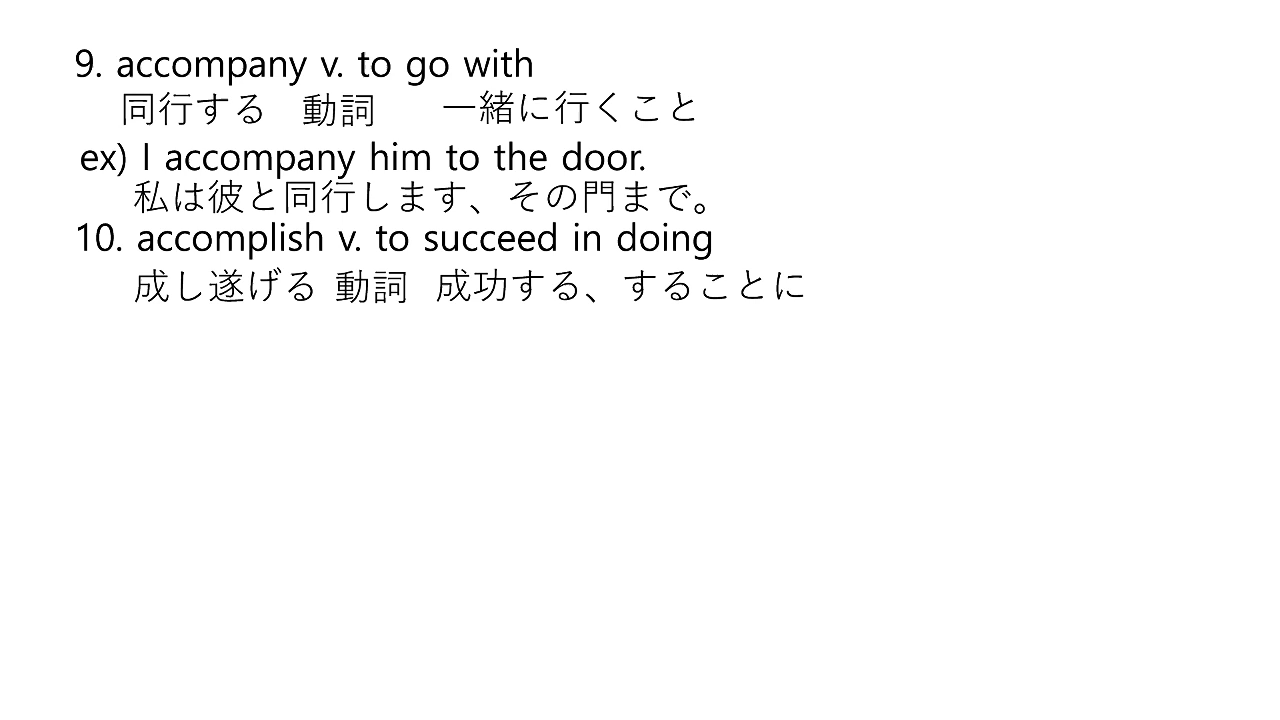 9. accompany v. to go with
同行する 動詞 一緒に行くこと
ex) I accompany him to the door.
私は彼と同行します、その門まで。
10. accomplish v. to succeed in doing
成し遂げる 動詞 成功する、することに